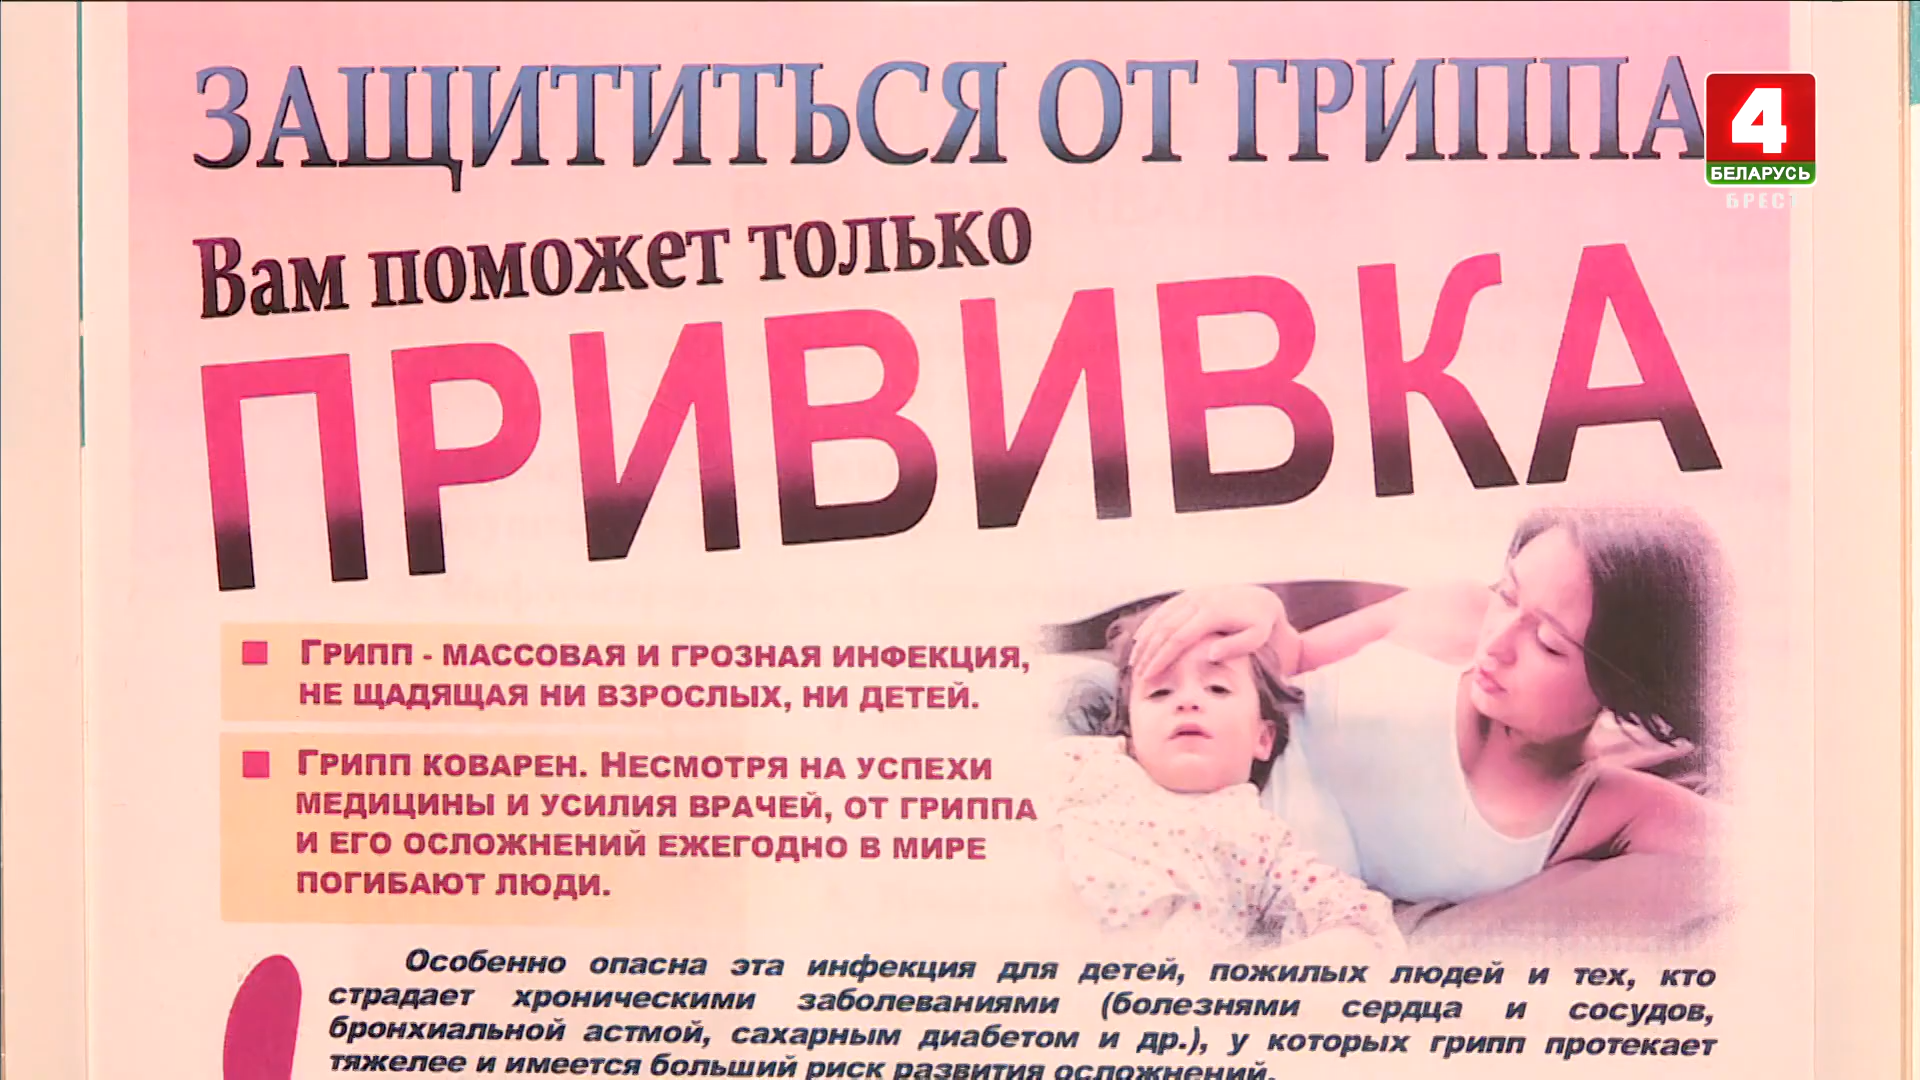 ЗАЩИТИТЬСЯ ОТ ГРИППА
4
БЕЛАРУСЬ
БРЕСТ
Вам поможет только
ПРИВИВКА
Грипп - массовая и грозная инфекция,
не щадящая ни взрослых, ни детей.
Грипп коварен. Несмотря на успехи
медицины и усилия врачей, от гриппа
и его осложнений ежегодно в мире
погибают люди.
Особенно опасна эта инфекция для детей, пожилых людей и тех, кто
страдает хроническими заболеваниями (болезнями сердца и сосудов,
бронхиальной астмой, сахарным диабетом и др.), у которых грипп протекает
тяжелее и имеется больший риск развития осложнений.